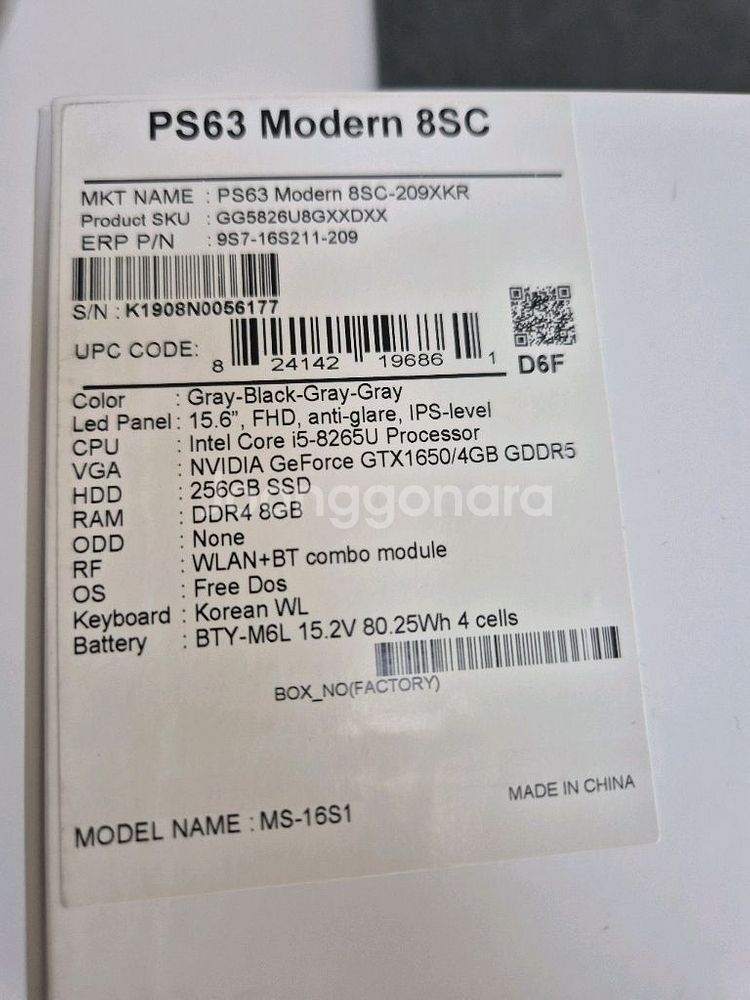 PS63 Modern 8SC
MKT NAME : PS63 Modern 8SC-209XKR
Product SKU : GG5826U8GXXDXX
ERP P/N : 9S7-16S211-209
S/N : K1908N0056177
UPC CODE: 8 24142 19686 1
D6F
Color : Gray-Black-Gray-Gray
Led Panel : 15.6”, FHD, anti-glare, IPS-level
CPU : Intel Core i5-8265U Processor
VGA : NVIDIA GeForce GTX1650/4GB GDDR5
HDD : 256GB SSD
RAM : DDR4 8GB
ODD : None
RF : WLAN+BT combo module
OS : Free Dos
Keyboard : Korean WL
Battery : BTY-M6L 15.2V 80.25Wh 4 cells
BOX_NO(FACTORY)
MADE IN CHINA
MODEL NAME : MS-16S1